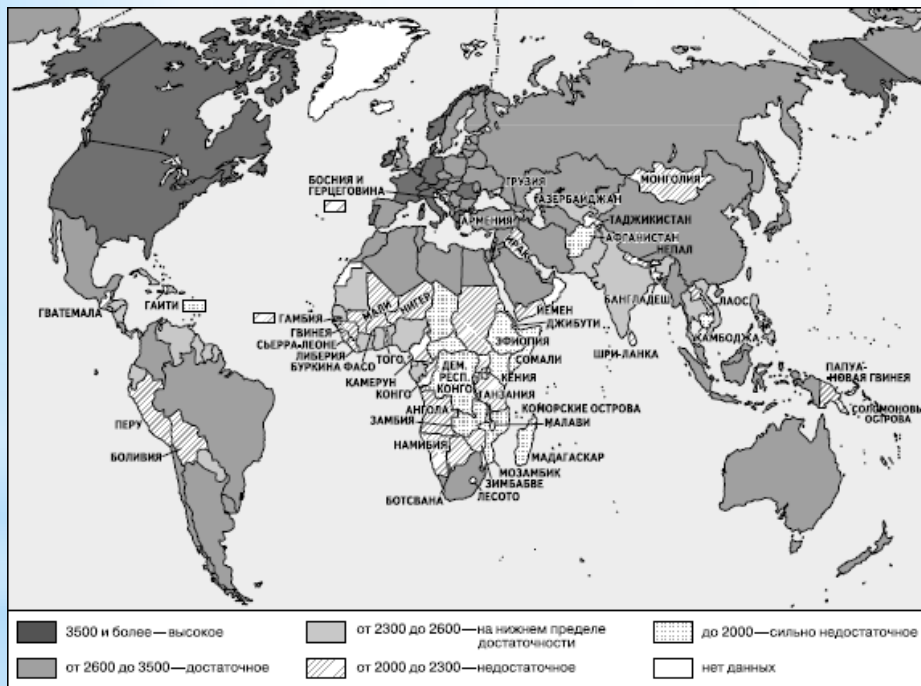 БОСНИЯ И
ГЕРЦЕГОВИНА
ГРУЗИЯ
АЗЕРБАЙДЖАН
АРМЕНИЯ
МОНГОЛИЯ
ТАДЖИКИСТАН
АФГАНИСТАН
НЕПАЛ
ИРАК
ГВАТЕМАЛА
ГАИТИ
ГАМБИЯ
МАЛИ
НИГЕР
ГВИНЕЯ
СЬЕРРА-ЛЕОНЕ
ЛИБЕРИЯ
БУРКИНА ФАСО
ТОГО
КАМЕРУН
КОНГО
ДЕМ.
РЕСП.
КОНГО
ЙЕМЕН
ДЖИБУТИ
ЭФИОПИЯ
СОМАЛИ
КЕНИЯ
ТАНЗАНИЯ
БАНГЛАДЕШ
ЛАОС
КАМБОДЖА
ШРИ-ЛАНКА
ПАПУА-
НОВАЯ ГВИНЕЯ
СОЛОМОНОВЫ
ОСТРОВА
ПЕРУ
БОЛИВИЯ
АНГОЛА
ЗАМБИЯ
НАМИБИЯ
КОМОРСКИЕ ОСТРОВА
МАЛАВИ
МАДАГАСКАР
МОЗАМБИК
ЗИМБАБВЕ
ЛЕСОТО
БОТСВАНА
3500 и более—высокое
от 2600 до 3500—достаточное
от 2300 до 2600—на нижнем пределе
достаточности
от 2000 до 2300—недостаточное
до 2000—сильно недостаточное
нет данных